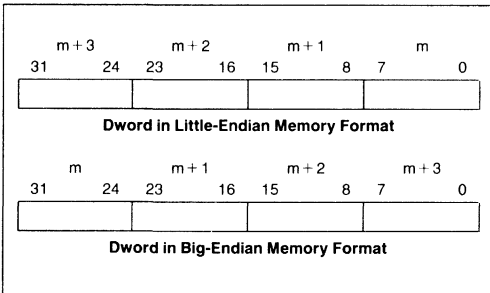 m + 3 m + 2 m + 1 m
31 24 23 16 15 8 7 0
Dword in Little-Endian Memory Format
m m + 1 m + 2 m + 3
31 24 23 16 15 8 7 0
Dword in Big-Endian Memory Format